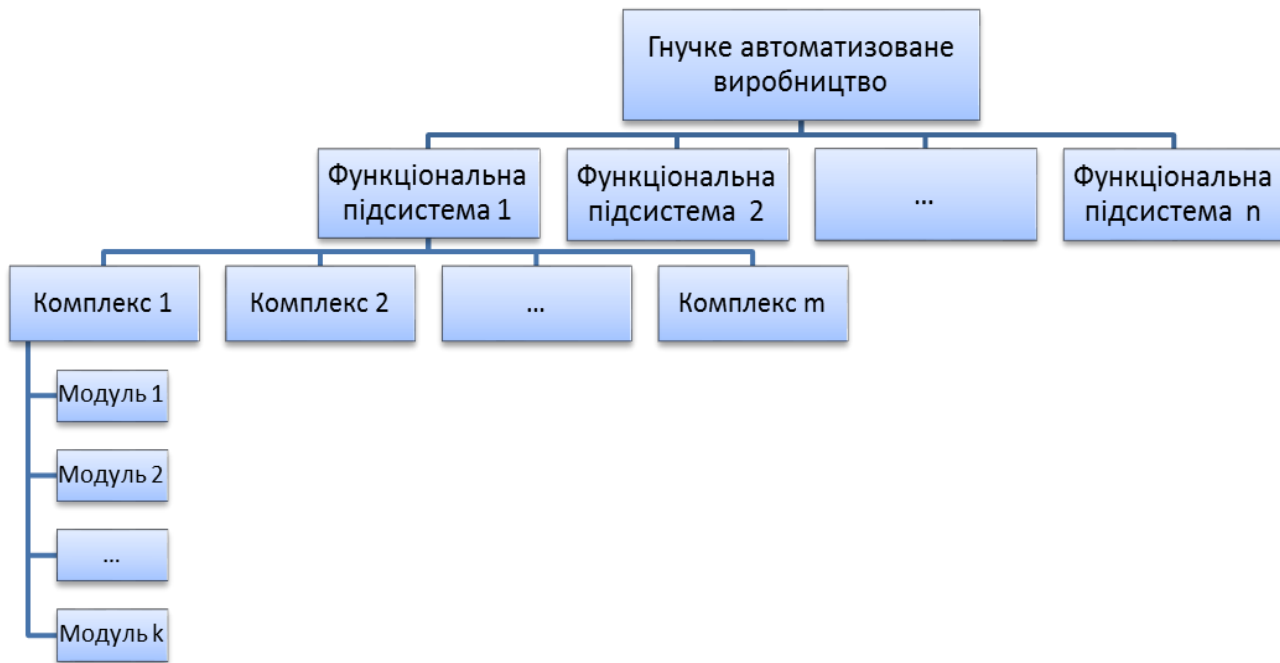 Гнучке автоматизоване
виробництво
Функціональна
підсистема 1
Функціональна
підсистема 2
...
Функціональна
підсистема n
Комплекс 1
Комплекс 2
...
Комплекс m
Модуль 1
Модуль 2
...
Модуль k